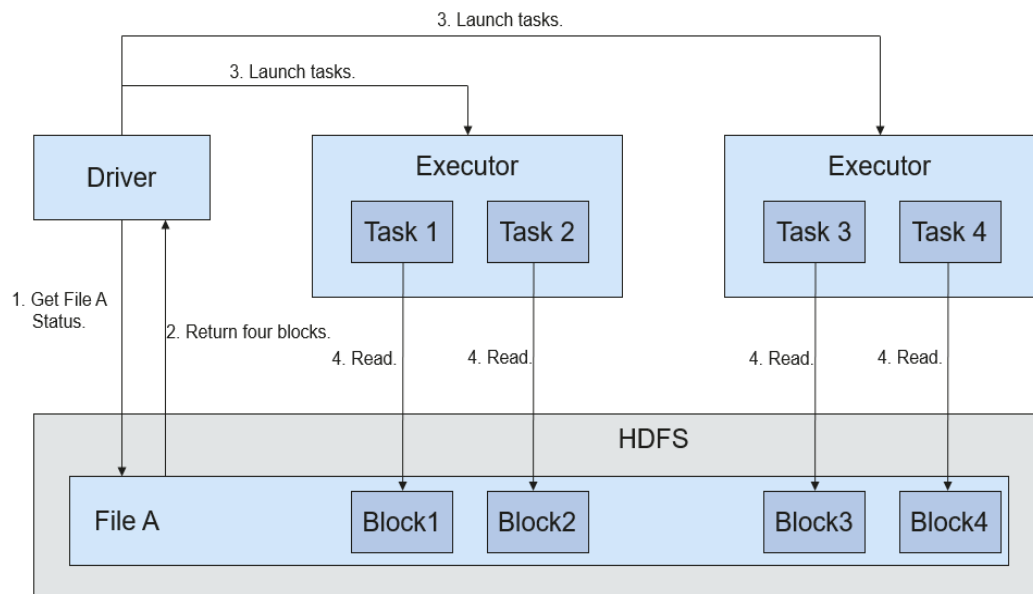 3. Launch tasks.
3. Launch tasks.
Driver
Executor
Executor
Task 1
Task 2
Task 3
Task 4
1. Get File A
Status.
2. Return four blocks.
4. Read.
4. Read.
4. Read.
4. Read.
HDFS
File A
Block1
Block2
Block3
Block4